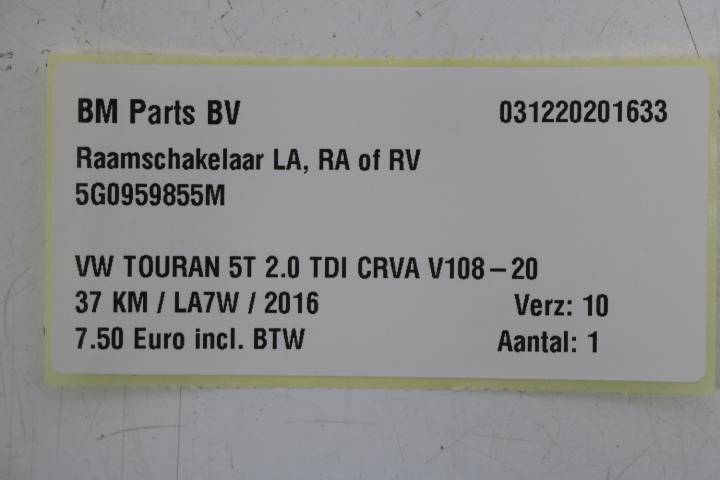 BM Parts BV 031220201633
Raamschakelaar LA, RA of RV
5G0959855M
VW TOURAN 5T 2.0 TDI CRVA V108-20
37 KM / LA7W / 2016 Verz: 10
7.50 Euro incl. BTW Aantal: 1